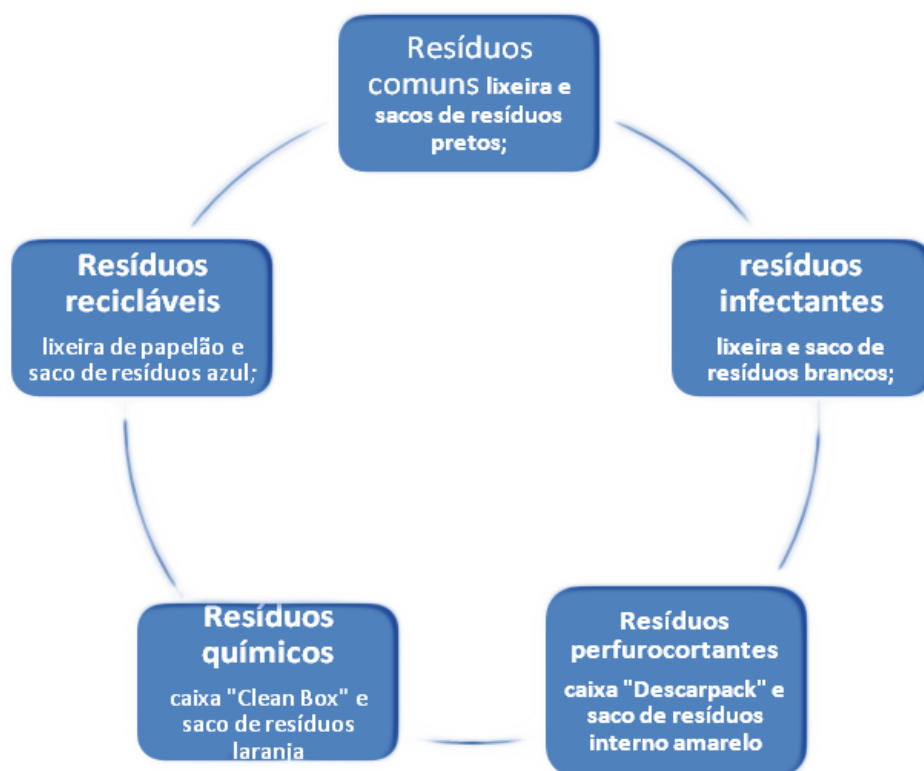 Resíduos
comuns lixeira e
sacos de resíduos
pretos;
resíduos
infectantes
lixeira e saco de
resíduos brancos;
Resíduos
perfurocortantes
caixa "Descarpack" e
saco de resíduos
interno amarelo
Resíduos
químicos
caixa "Clean Box" e
saco de resíduos
laranja
Resíduos
recicláveis
lixeira de papelão e
saco de resíduos azul;